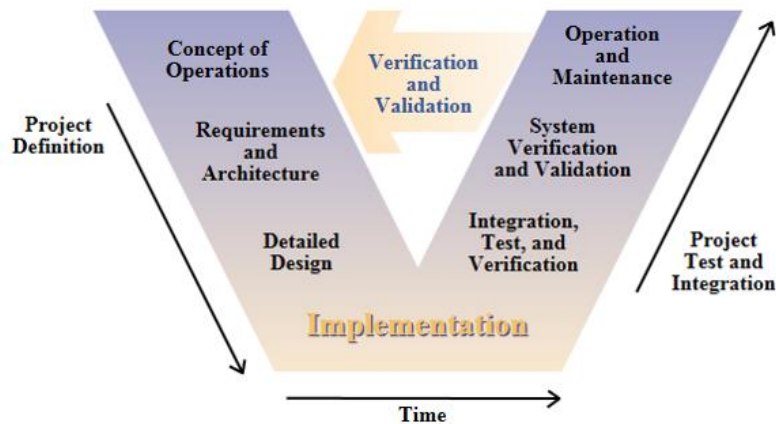 Concept of
Operations
Verification
and
Validation
Operation
and
Maintenance
Project
Definition
Requirements
and
Architecture
System
Verification
and Validation
Detailed
Design
Integration,
Test, and
Verification
Project
Test and
Integration
Implementation
Time